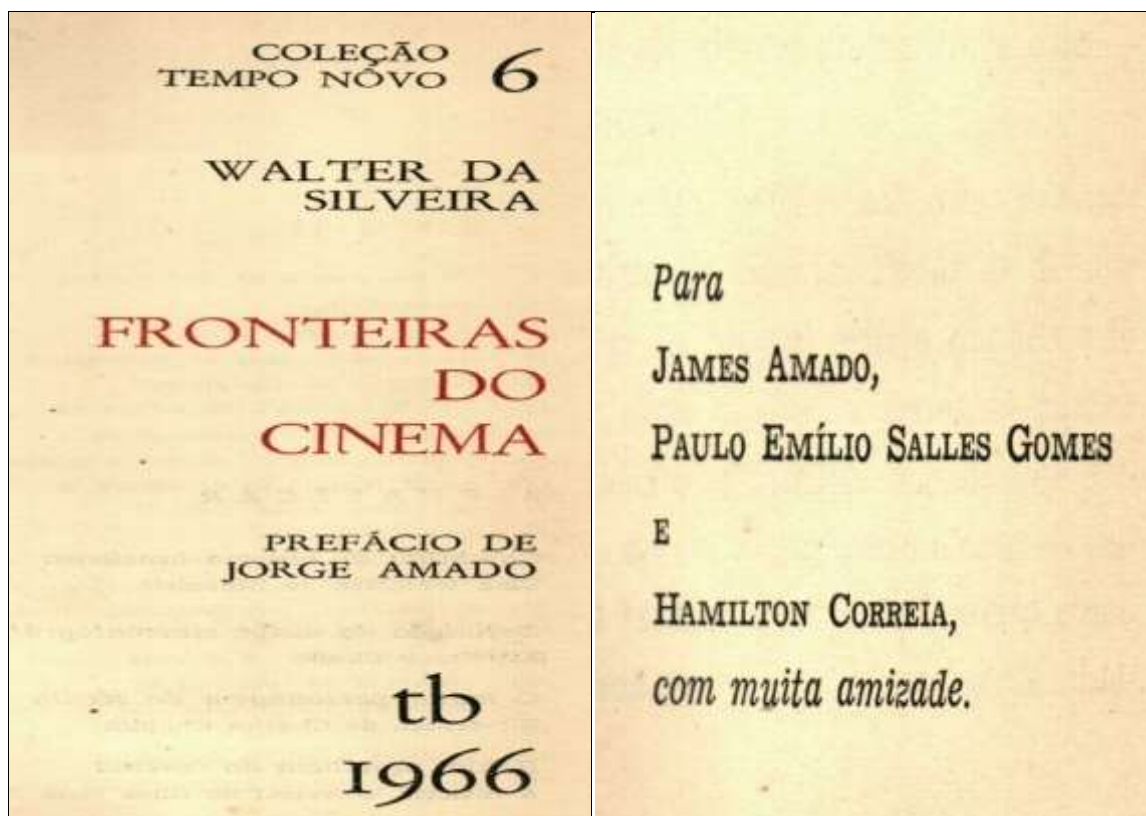 COLEÇÃO
TEMPO NÔVO 6
WALTER DA
SILVEIRA
FRONTEIRAS
DO
CINEMA
PREFÁCIO DE
JORGE AMADO
tb
1966
Para
JAMES AMADO,
PAULO EMÍLIO SALLES GOMES
E
HAMILTON CORREIA,
com muita amizade.